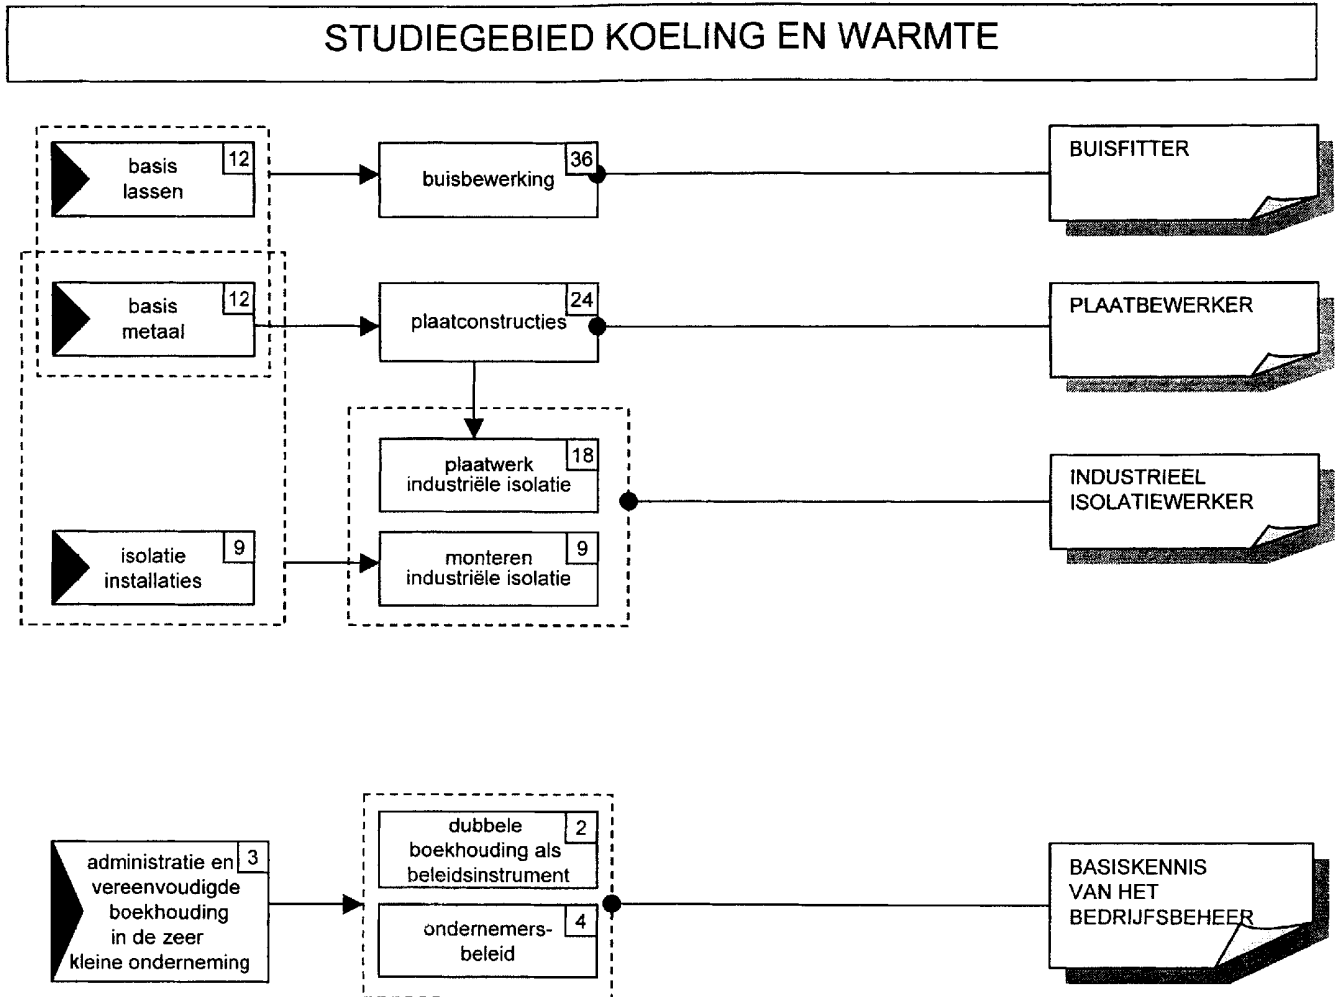 STUDIEGEBIED KOELING EN WARMTE
basis
lassen
12
buisbewerking
36
BUISFITTER
basis
metaal
12
plaatconstructies
24
PLAATBEWERKER
plaatwerk
industriële isolatie
18
INDUSTRIEEL
ISOLATIEWERKER
isolatie
installaties
9
monteren
industriële isolatie
9
administratie en
vereenvoudigde
boekhouding
in de zeer
kleine onderneming
3
dubbele
boekhouding als
beleidsinstrument
2
ondernemers-
beleid
4
BASISKENNIS
VAN HET
BEDRIJFSBEHEER